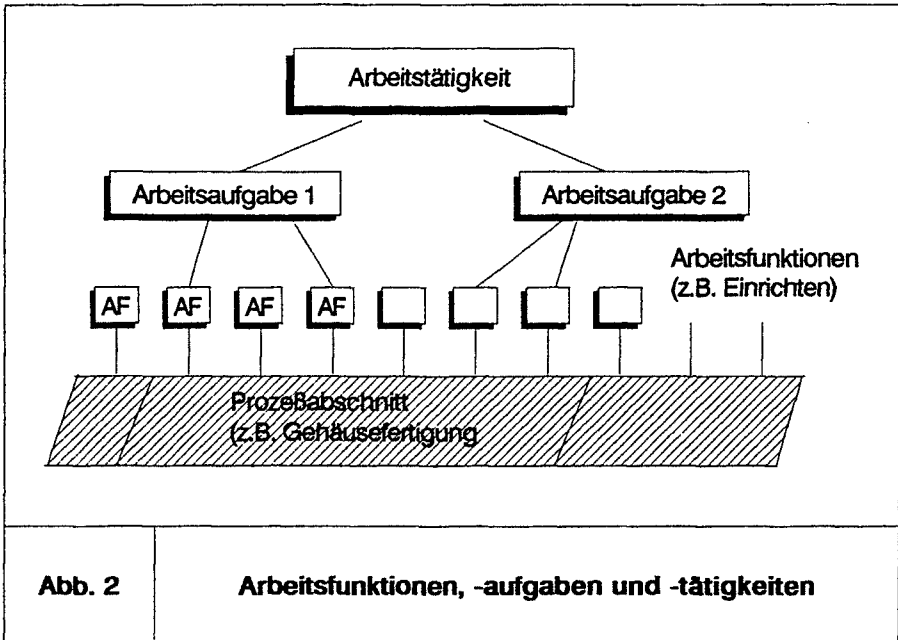 Arbeitstätigkeit
Arbeitsaufgabe 1
Arbeitsaufgabe 2
Arbeitsfunktionen
(z.B. Einrichten)
AF AF AF AF
Prozeßabschnitt
(z.B. Gehäusefertigung
Abb. 2
Arbeitsfunktionen, -aufgaben und -tätigkeiten